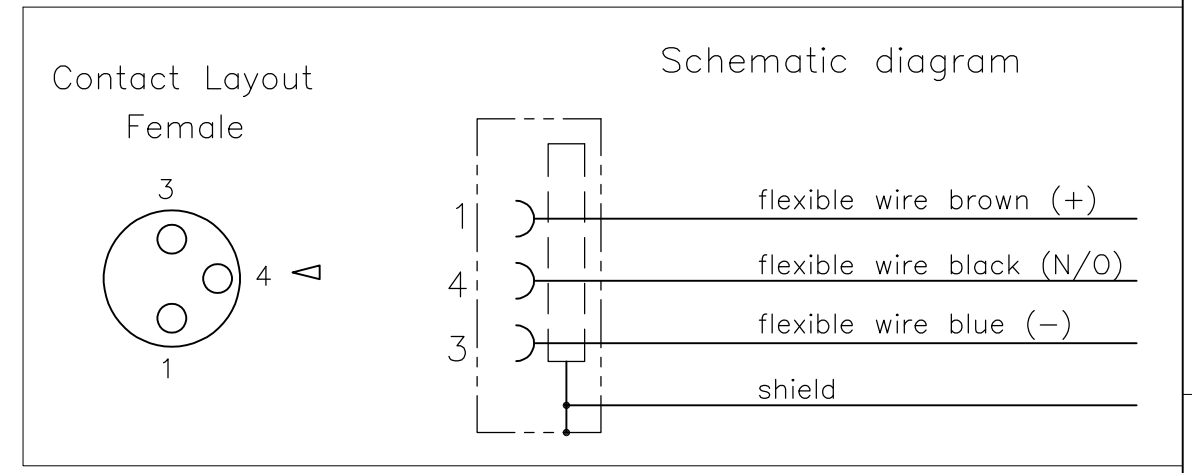 Contact Layout
Female
3
4
1
Schematic diagram
1
flexible wire brown (+)
4
flexible wire black (N/O)
3
flexible wire blue (-)
shield